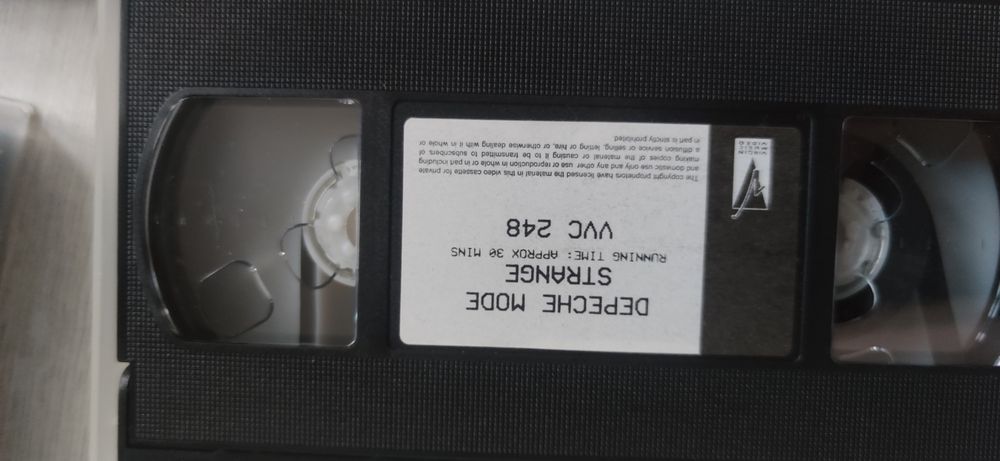 DEPECHE MODE
STRANGE
RUNNING TIME: APPROX 30 MINS
VVC 248
The copyright proprietors have licensed the material in this video cassette for private
and domestic use only and any other use or reproduction in whole or in part including
making copies of the material or causing it to be transmitted to subscribers of
a diffusion service or selling, letting or hire, or otherwise dealing with it in whole or
in part is strictly prohibited.
VIRGIN
MUSIC
VIDEO